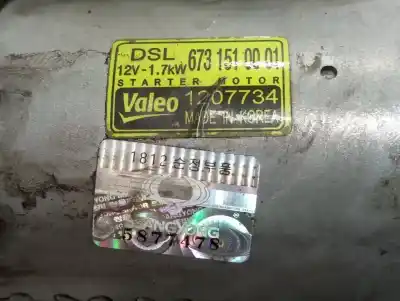 DSL 673 151 00 01
12V-1.7kW
STARTER MOTOR
Valeo 1207734
MADE IN KOREA
1812 순정부품
5877478